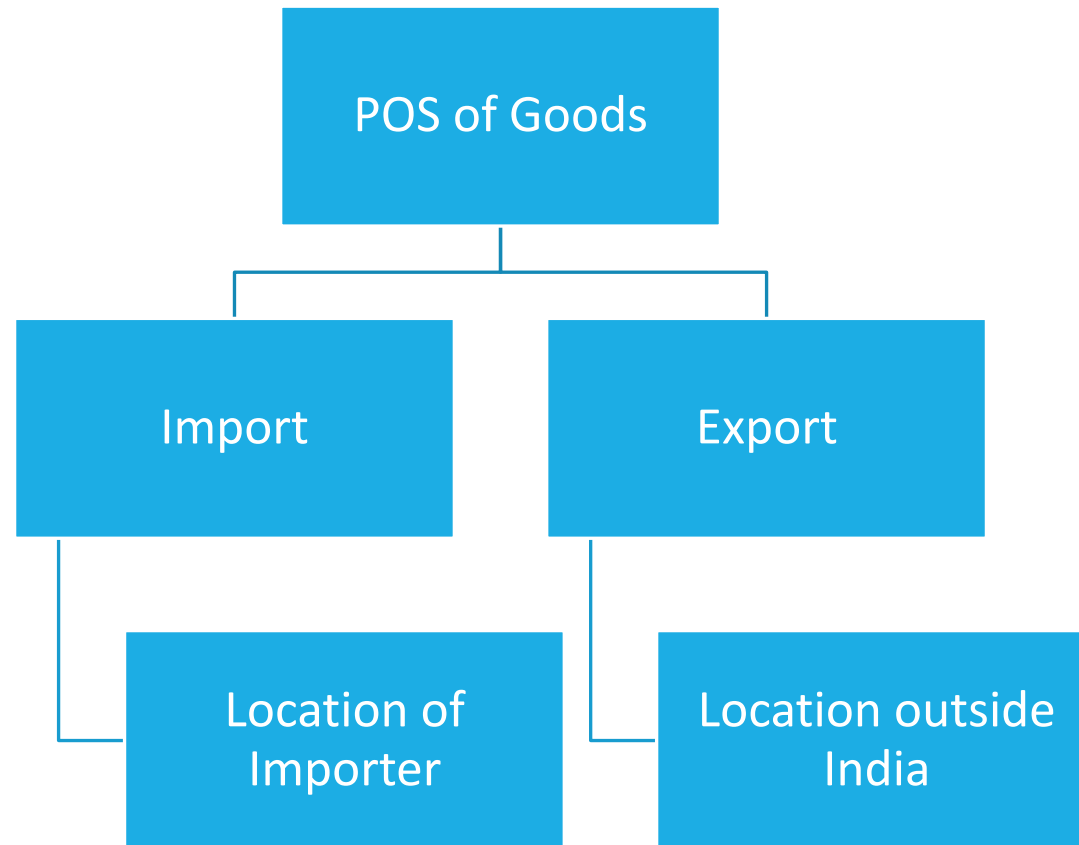 POS of Goods
Import
Export
Location of
Importer
Location outside
India